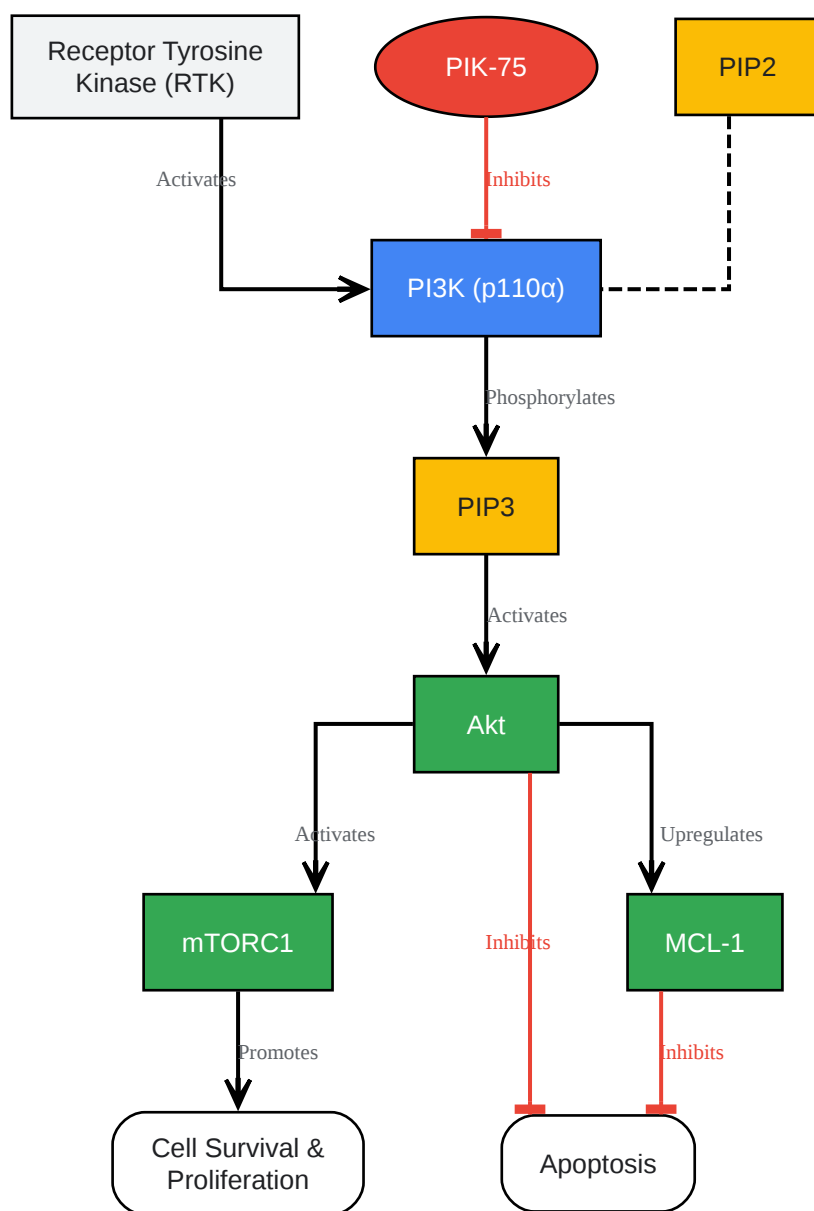 Receptor Tyrosine
Kinase (RTK)
PIK-75
PIP2
Activates
Inhibits
PI3K (p110α)
Phosphorylates
PIP3
Activates
Akt
Activates
Upregulates
mTORC1
Inhibits
MCL-1
Promotes
Inhibits
Cell Survival &
Proliferation
Apoptosis